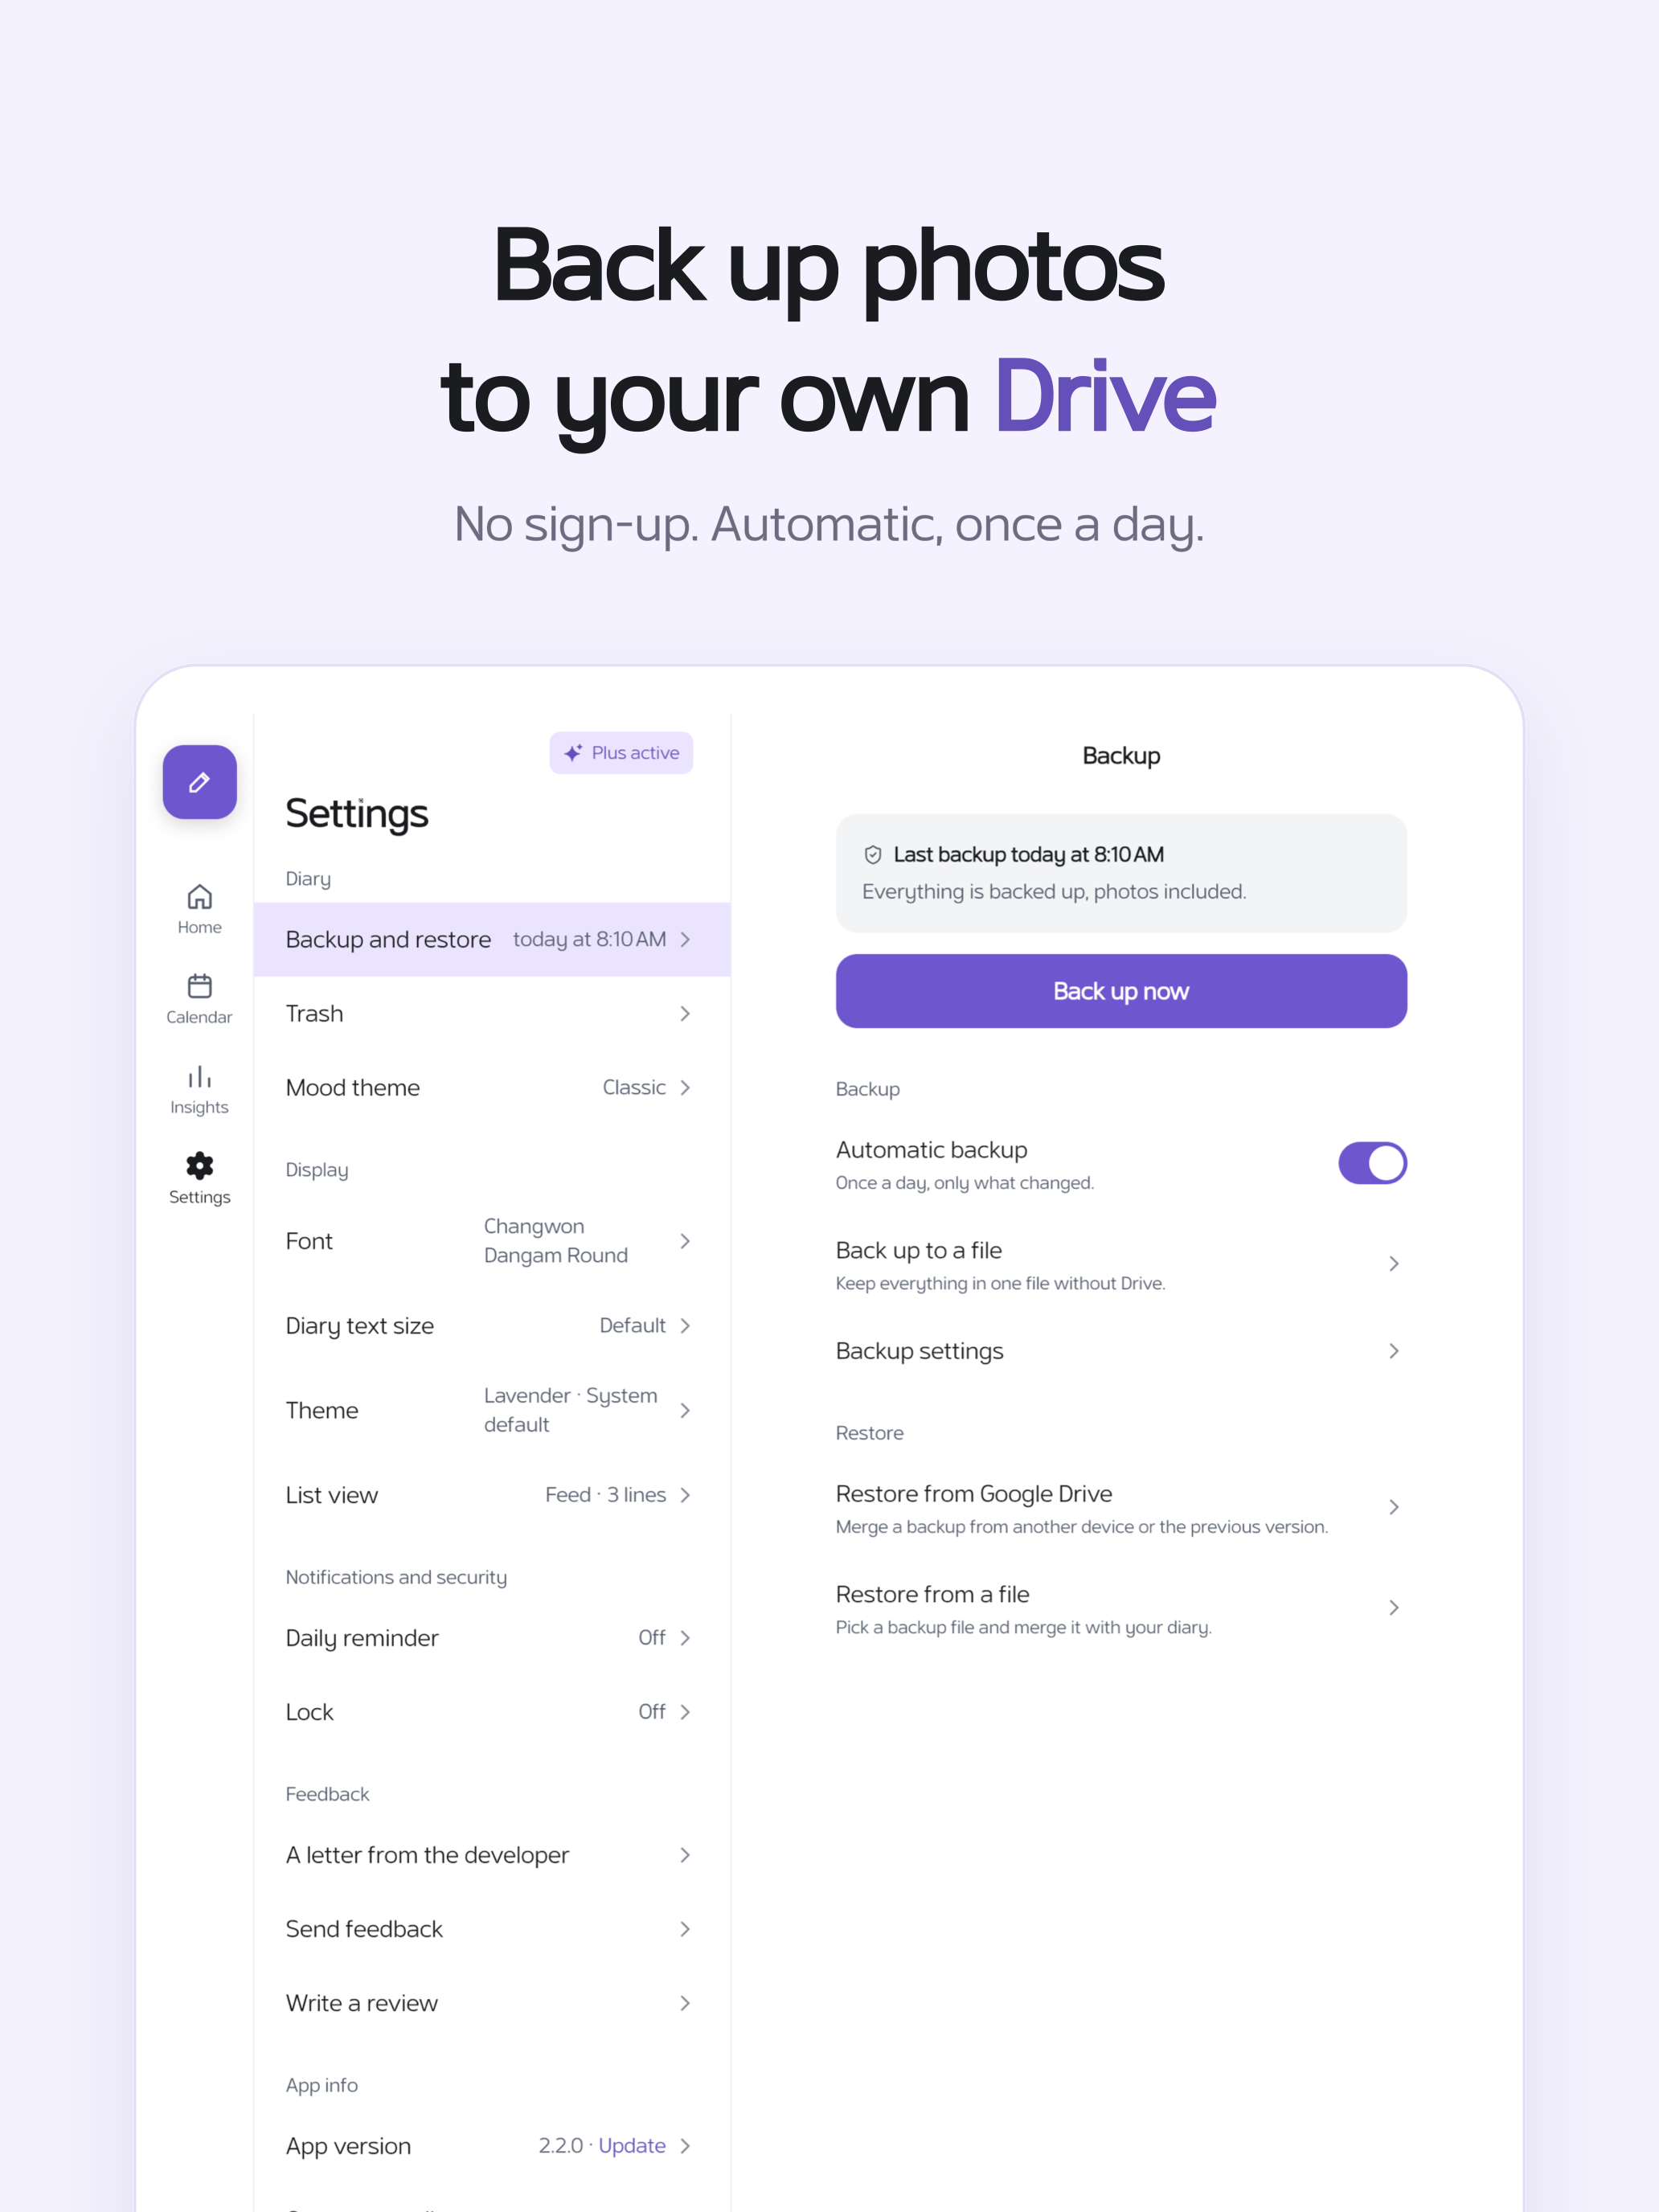 Back up photos
to your own Drive
No sign-up. Automatic, once a day.
Home
Calendar
Insights
Settings
Plus active
Settings
Diary
Backup and restore today at 8:10 AM
Trash
Mood theme Classic
Display
Font Changwon
Dangam Round
Diary text size Default
Theme Lavender · System
default
List view Feed · 3 lines
Notifications and security
Daily reminder Off
Lock Off
Feedback
A letter from the developer
Send feedback
Write a review
App info
App version 2.2.0 · Update
Backup
Last backup today at 8:10 AM
Everything is backed up, photos included.
Back up now
Backup
Automatic backup
Once a day, only what changed.
Back up to a file
Keep everything in one file without Drive.
Backup settings
Restore
Restore from Google Drive
Merge a backup from another device or the previous version.
Restore from a file
Pick a backup file and merge it with your diary.